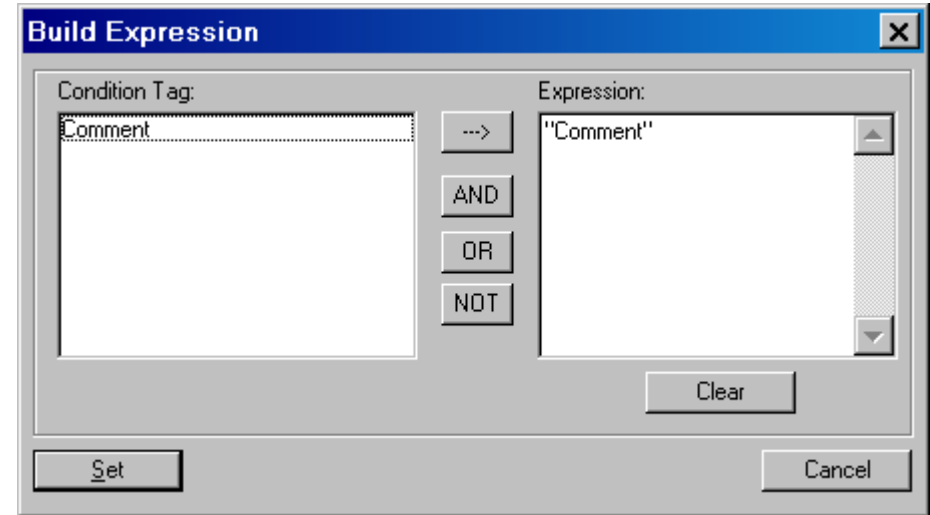 Build Expression
Condition Tag:
Expression:
Comment
--->
"Comment"
AND
OR
NOT
Clear
Set
Cancel